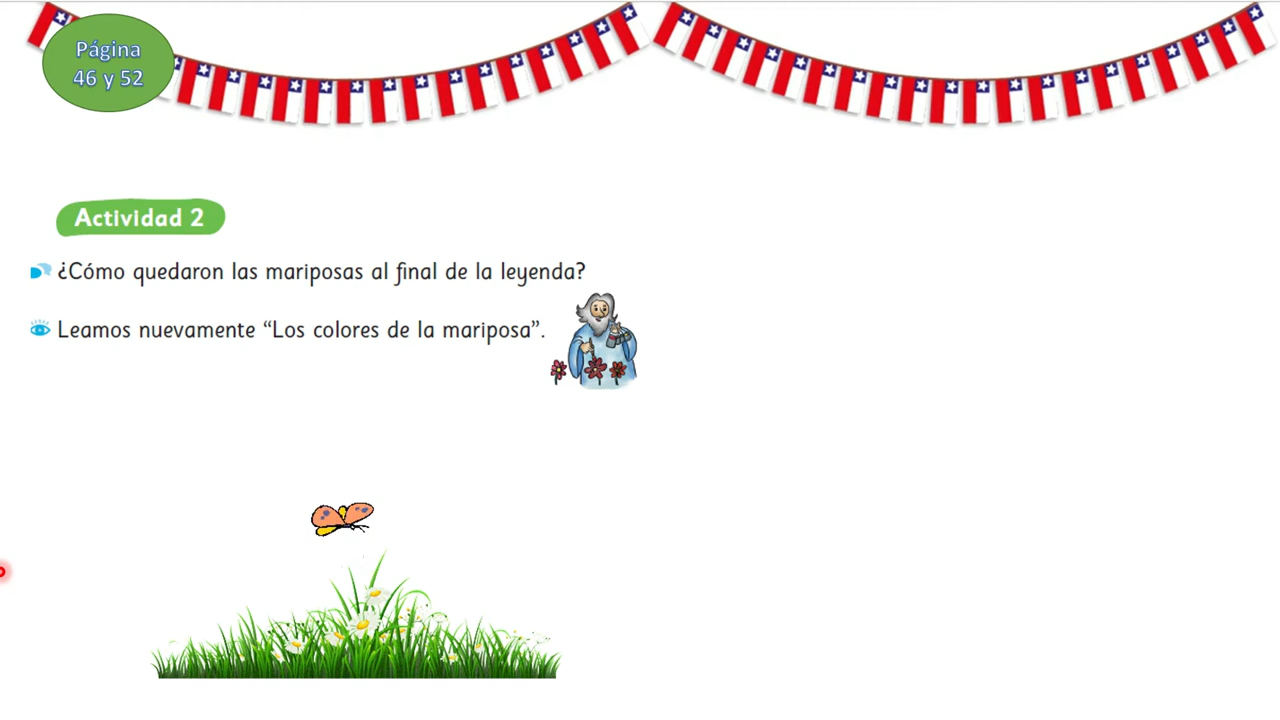 Página
46 y 52
Actividad 2
¿Cómo quedaron las mariposas al final de la leyenda?
Leamos nuevamente “Los colores de la mariposa”.